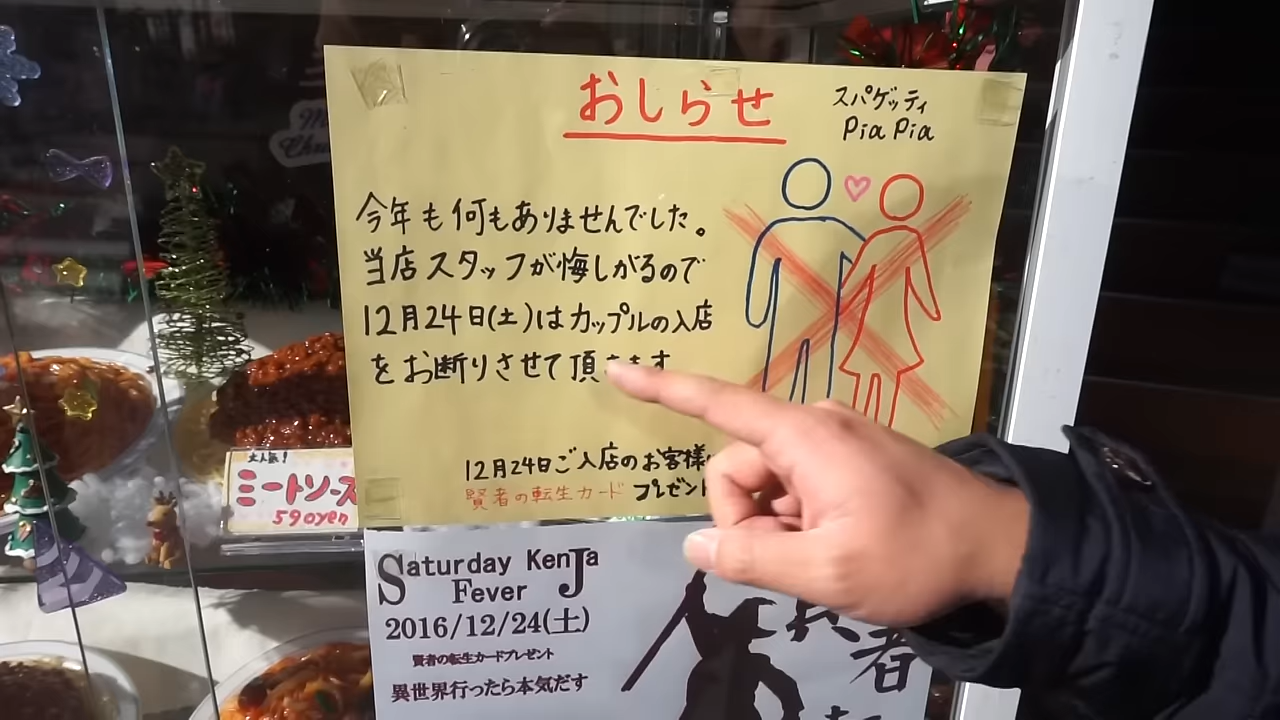 おしらせ
スパゲッティ
Pia Pia
今年も何もありませんでした。
当店スタッフが悔しがるので
12月24日(土)はカップルの入店
をお断りさせて頂きます
12月24日ご入店のお客様
賢者の転生カード プレゼント
大人気!
ミートソース
590yen
Saturday KenJa
Fever
2016/12/24(土)
賢者の転生カードプレゼント
異世界行ったら本気だす
者